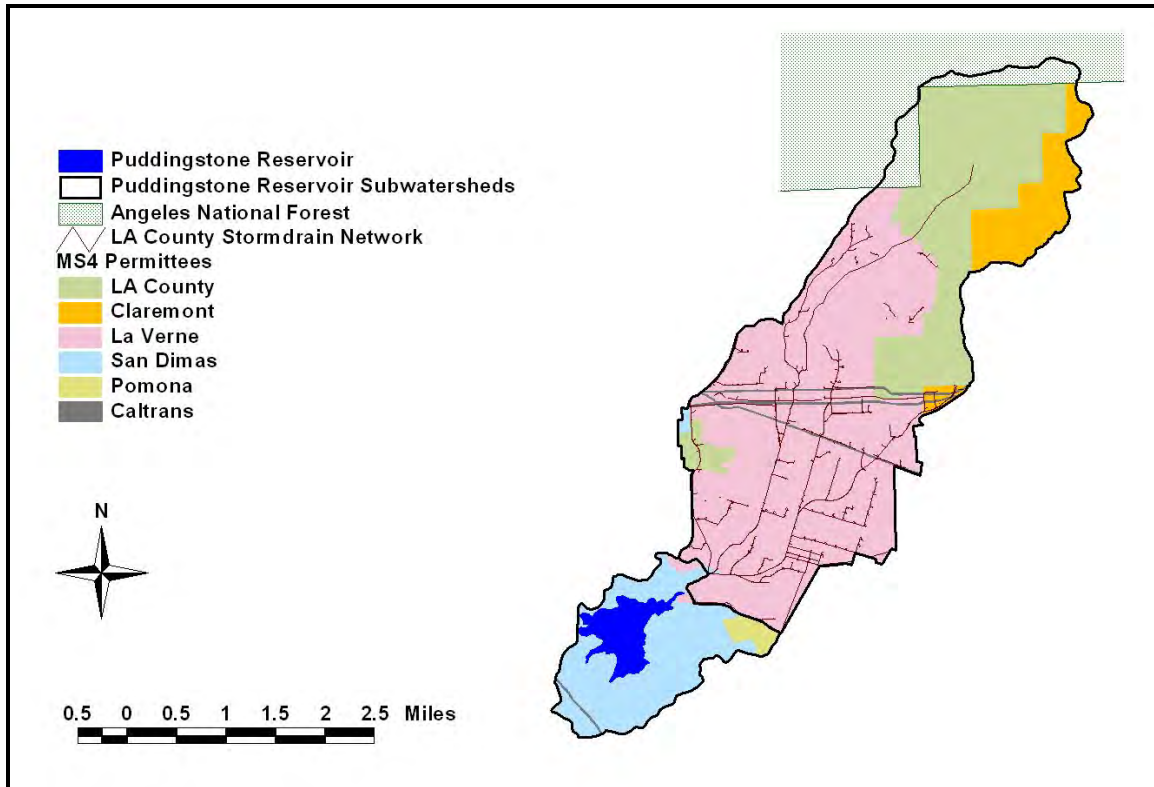 Puddingstone Reservoir
Puddingstone Reservoir Subwatersheds
Angeles National Forest
LA County Stormdrain Network
MS4 Permittees
LA County
Claremont
La Verne
San Dimas
Pomona
Caltrans
N
0.5 0 0.5 1 1.5 2 2.5 Miles